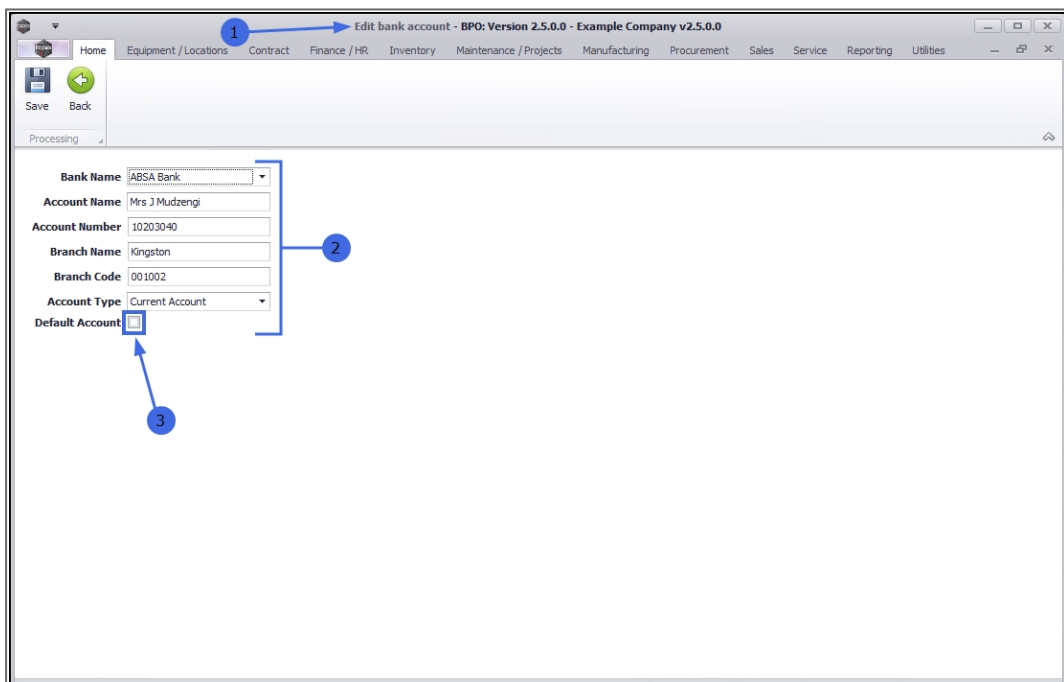 Edit bank account - BPO: Version 2.5.0.0 - Example Company v2.5.0.0
1
Home Equipment / Locations Contract Finance / HR Inventory Maintenance / Projects Manufacturing Procurement Sales Service Reporting Utilities
Save Back
Processing
Bank Name ABSA Bank
Account Name Mrs J Mudzengi
Account Number 10203040
Branch Name Kingston
2
Branch Code 001002
Account Type Current Account
Default Account
3